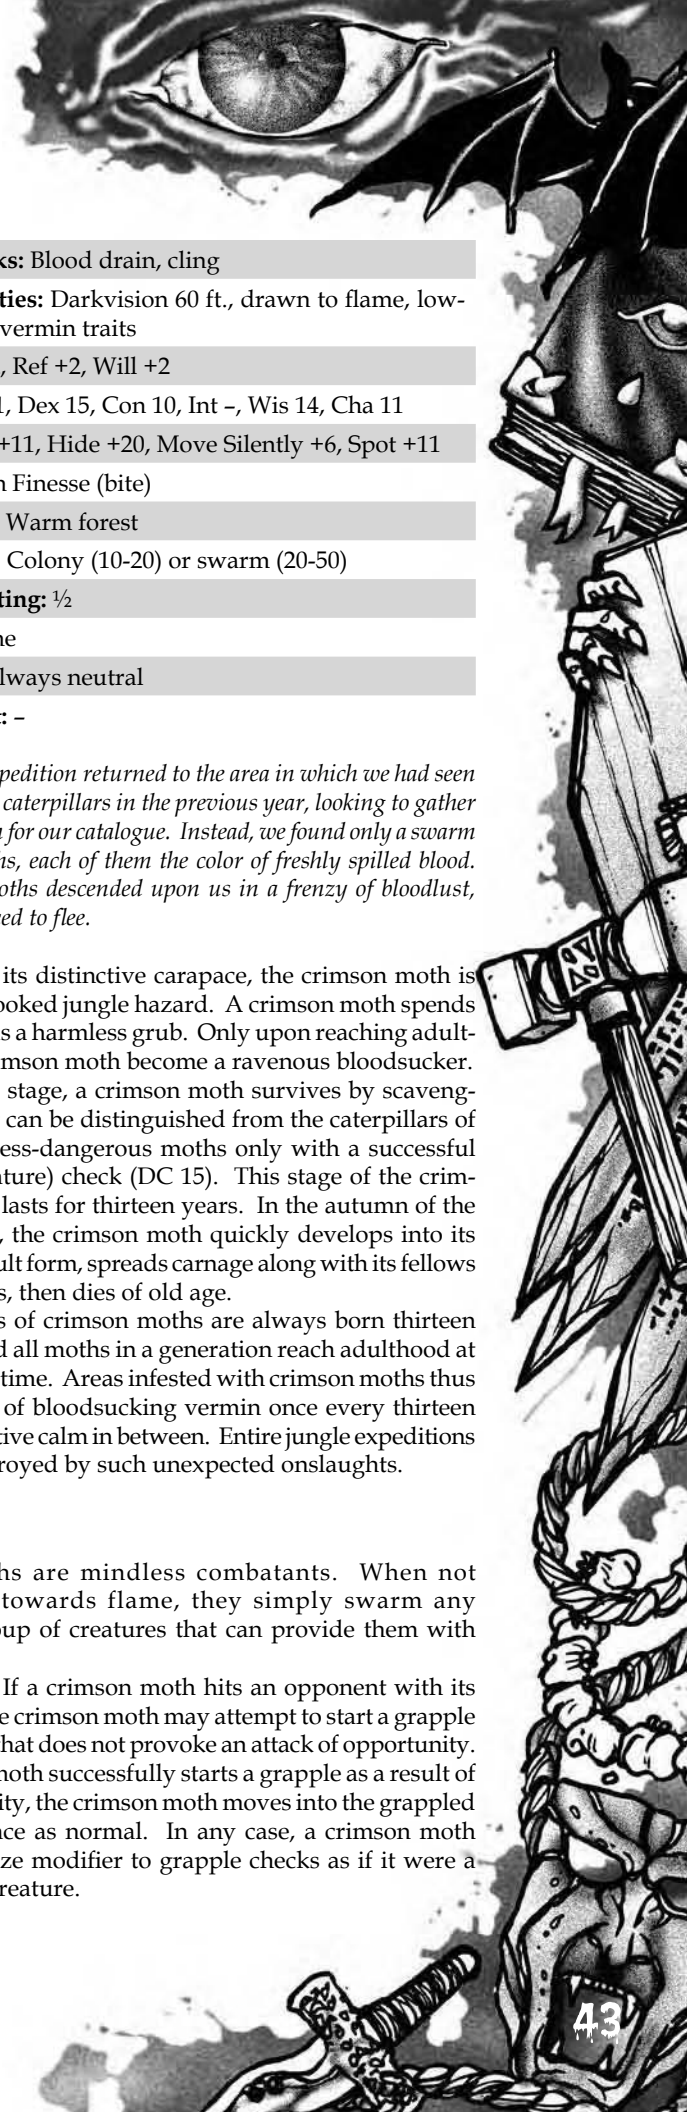 ks: Blood drain, cling
ties: Darkvision 60 ft., drawn to flame, low-
vermin traits
, Ref +2, Will +2
1, Dex 15, Con 10, Int –, Wis 14, Cha 11
+11, Hide +20, Move Silently +6, Spot +11
n Finesse (bite)
Warm forest
Colony (10-20) or swarm (20-50)
ting: ½
ne
lways neutral
t: –
pedition returned to the area in which we had seen
caterpillars in the previous year, looking to gather
for our catalogue. Instead, we found only a swarm
hs, each of them the color of freshly spilled blood.
oths descended upon us in a frenzy of bloodlust,
ed to flee.
its distinctive carapace, the crimson moth is
ooked jungle hazard. A crimson moth spends
s a harmless grub. Only upon reaching adult-
imson moth become a ravenous bloodsucker.
stage, a crimson moth survives by scaveng-
can be distinguished from the caterpillars of
ess-dangerous moths only with a successful
ature) check (DC 15). This stage of the crim-
lasts for thirteen years. In the autumn of the
, the crimson moth quickly develops into its
ult form, spreads carnage along with its fellows
s, then dies of old age.
s of crimson moths are always born thirteen
d all moths in a generation reach adulthood at
time. Areas infested with crimson moths thus
of bloodsucking vermin once every thirteen
tive calm in between. Entire jungle expeditions
royed by such unexpected onslaughts.
hs are mindless combatants. When not
towards flame, they simply swarm any
oup of creatures that can provide them with
If a crimson moth hits an opponent with its
e crimson moth may attempt to start a grapple
hat does not provoke an attack of opportunity.
noth successfully starts a grapple as a result of
ity, the crimson moth moves into the grappled
nce as normal. In any case, a crimson moth
ze modifier to grapple checks as if it were a
reature.
43